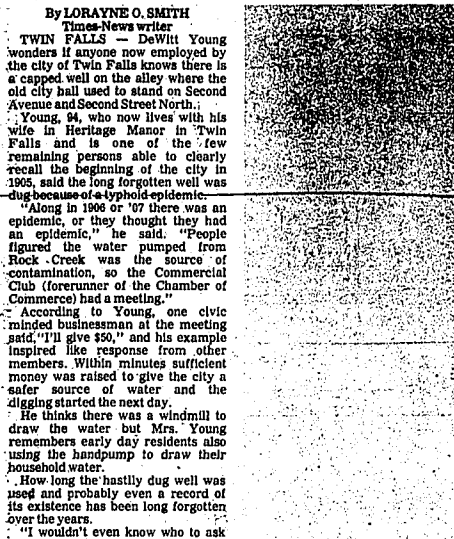 By LORAYNE O. SMITH
Times-News writer
TWIN FALLS — DeWitt Young
wonders if anyone now employed by
the city of Twin Falls knows there is
a capped well on the alley where the
old city hall used to stand on Second
Avenue and Second Street North.
Young, 94, who now lives with his
wife in Heritage Manor in Twin
Falls and is one of the few
remaining persons able to clearly
recall the beginning of the city in
1905, said the long forgotten well was
dug because of a typhoid epidemic.
"Along in 1906 or '07 there was an
epidemic, or they thought they had
an epidemic," he said. "People
figured the water pumped from
Rock Creek was the source of
contamination, so the Commercial
Club (forerunner of the Chamber of
Commerce) had a meeting."
According to Young, one civic
minded businessman at the meeting
said, "I'll give $50," and his example
inspired like response from other
members. Within minutes sufficient
money was raised to give the city a
safer source of water and the
digging started the next day.
He thinks there was a windmill to
draw the water but Mrs. Young
remembers early day residents also
using the handpump to draw their
household water.
How long the hastily dug well was
used and probably even a record of
its existence has been long forgotten
over the years.
"I wouldn't even know who to ask